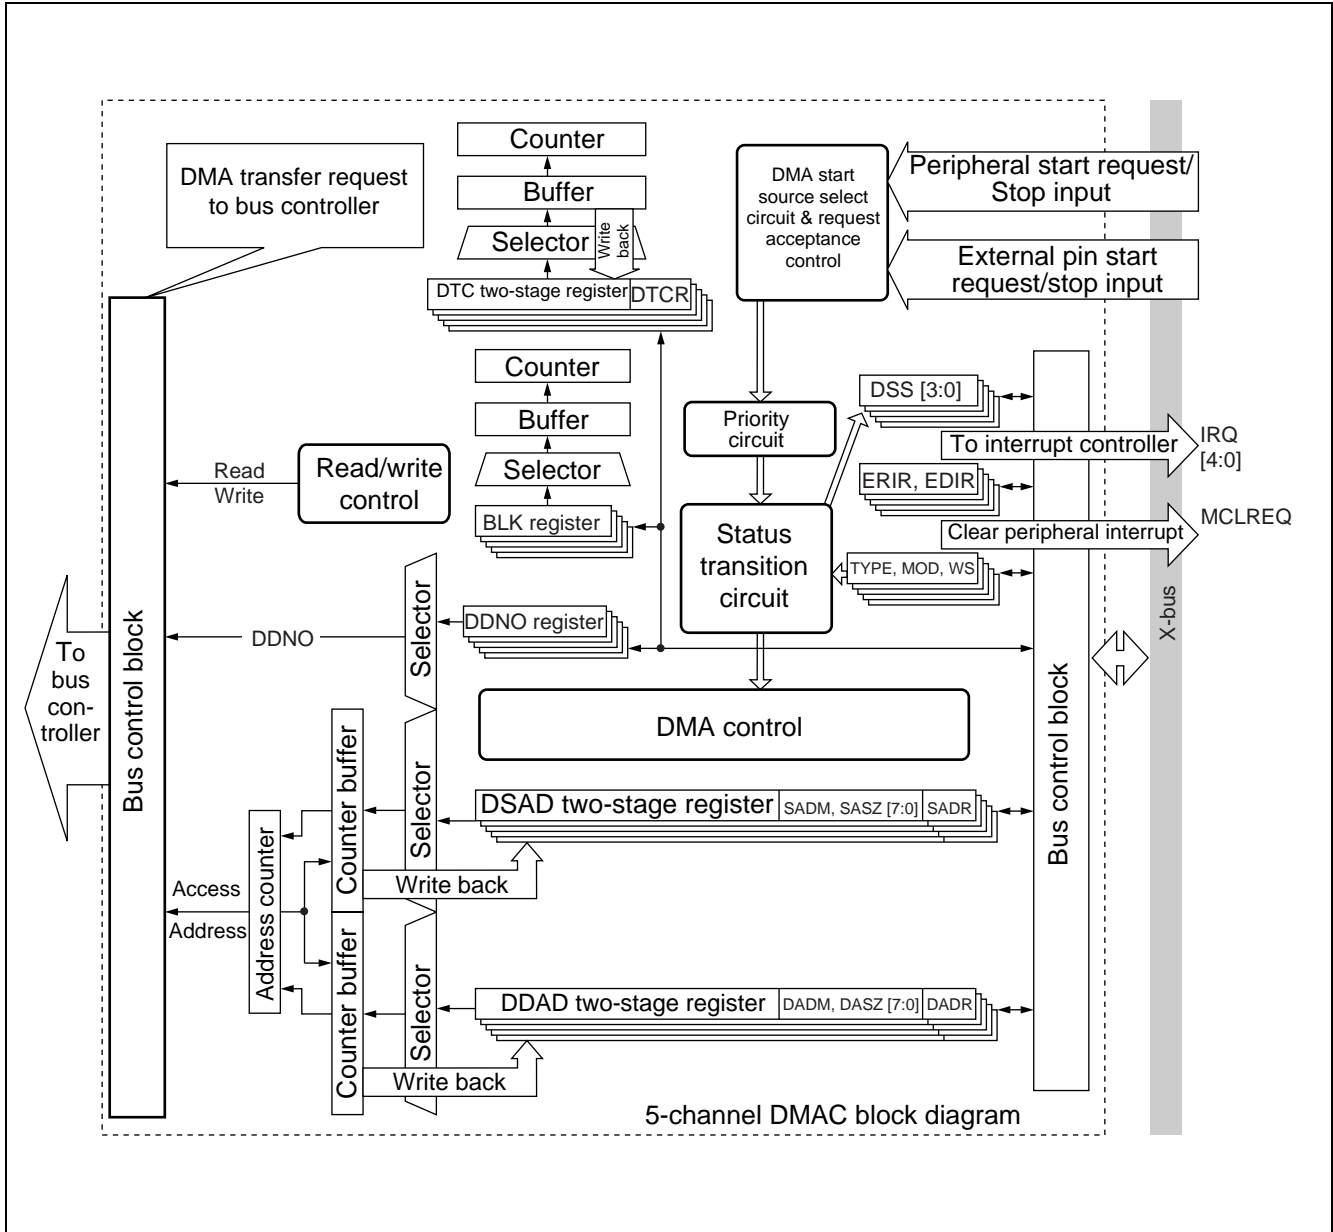 DMA transfer request
to bus controller
Counter
Buffer
Selector
Write
back
DTC two-stage register
DTCR
DMA start
source select
circuit & request
acceptance
control
Peripheral start request/
Stop input
External pin start
request/stop input
Counter
Buffer
Selector
BLK register
Priority
circuit
DSS [3:0]
To interrupt controller
IRQ
[4:0]
Read
Write
Read/write
control
ERIR, EDIR
Clear peripheral interrupt
MCLREQ
Status
transition
circuit
TYPE, MOD, WS
X-bus
DDNO
Selector
DDNO register
To
bus
con-
troller
Bus control block
DMA control
Bus control block
Counter buffer
Selector
DSAD two-stage register
SADM, SASZ [7:0]
SADR
Write back
Access
Address
Address counter
Counter buffer
Selector
DDAD two-stage register
DADM, DASZ [7:0]
DADR
Write back
5-channel DMAC block diagram